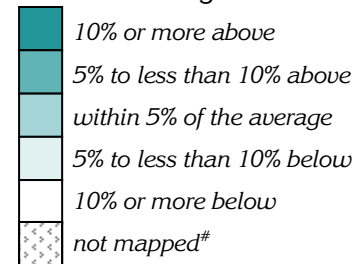 10% or more above
5% to less than 10% above
within 5% of the average
5% to less than 10% below
10% or more below
not mapped#